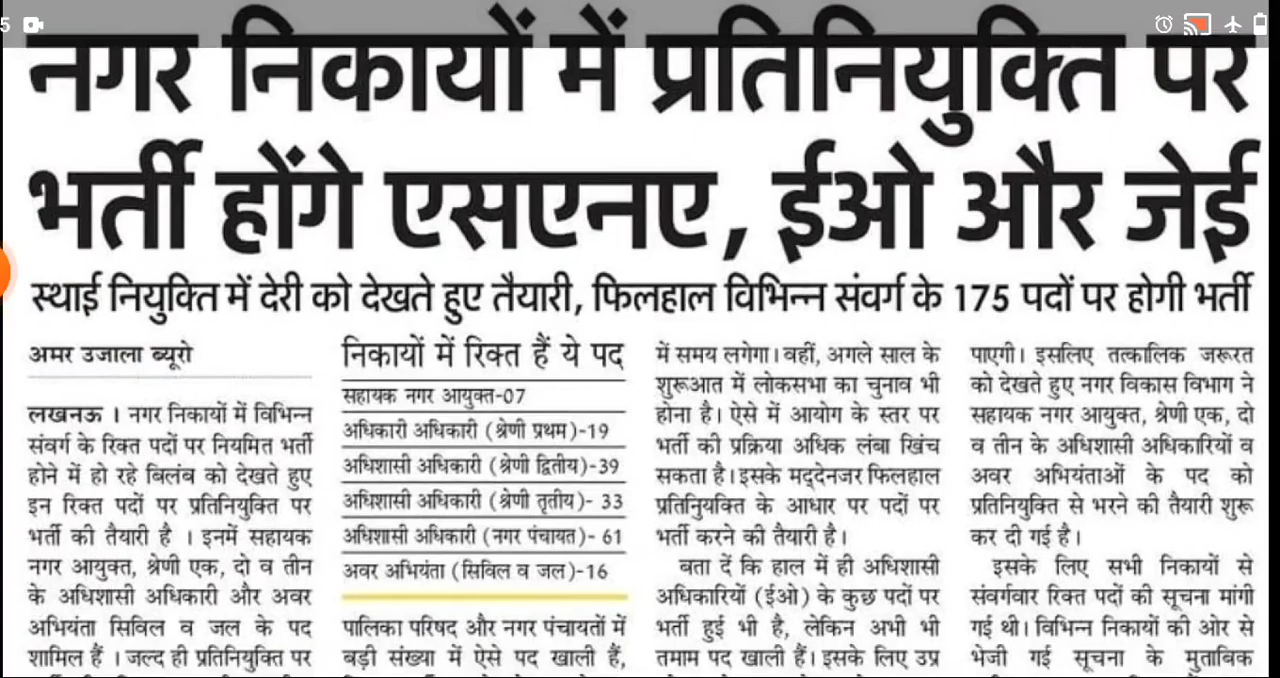 5
नगर निकायों में प्रतिनियुक्ति पर
भर्ती होंगे एसएनए, ईओ और जेई
स्थाई नियुक्ति में देरी को देखते हुए तैयारी, फिलहाल विभिन्न संवर्ग के 175 पदों पर होगी भर्ती
अमर उजाला ब्यूरो
लखनऊ । नगर निकायों में विभिन्न
संवर्ग के रिक्त पदों पर नियमित भर्ती
होने में हो रहे बिलंब को देखते हुए
इन रिक्त पदों पर प्रतिनियुक्ति पर
भर्ती की तैयारी है । इनमें सहायक
नगर आयुक्त, श्रेणी एक, दो व तीन
के अधिशासी अधिकारी और अवर
अभियंता सिविल व जल के पद
शामिल हैं । जल्द ही प्रतिनियुक्ति पर
निकायों में रिक्त हैं ये पद
सहायक नगर आयुक्त-07
अधिकारी अधिकारी (श्रेणी प्रथम)-19
अधिशासी अधिकारी (श्रेणी द्वितीय)-39
अधिशासी अधिकारी (श्रेणी तृतीय)- 33
अधिशासी अधिकारी (नगर पंचायत)- 61
अवर अभियंता (सिविल व जल)-16
पालिका परिषद और नगर पंचायतों में
बड़ी संख्या में ऐसे पद खाली हैं,
में समय लगेगा। वहीं, अगले साल के
शुरूआत में लोकसभा का चुनाव भी
होना है। ऐसे में आयोग के स्तर पर
भर्ती की प्रक्रिया अधिक लंबा खिंच
सकता है। इसके मद्देनजर फिलहाल
प्रतिनियुक्ति के आधार पर पदों पर
भर्ती करने की तैयारी है।
बता दें कि हाल में ही अधिशासी
अधिकारियों (ईओ) के कुछ पदों पर
भर्ती हुई भी है, लेकिन अभी भी
तमाम पद खाली हैं। इसके लिए उप्र
पाएगी। इसलिए तत्कालिक जरूरत
को देखते हुए नगर विकास विभाग ने
सहायक नगर आयुक्त, श्रेणी एक, दो
व तीन के अधिशासी अधिकारियों व
अवर अभियंताओं के पद को
प्रतिनियुक्ति से भरने की तैयारी शुरू
कर दी गई है।
इसके लिए सभी निकायों से
संवर्गवार रिक्त पदों की सूचना मांगी
गई थी। विभिन्न निकायों की ओर से
भेजी गई सूचना के मुताबिक